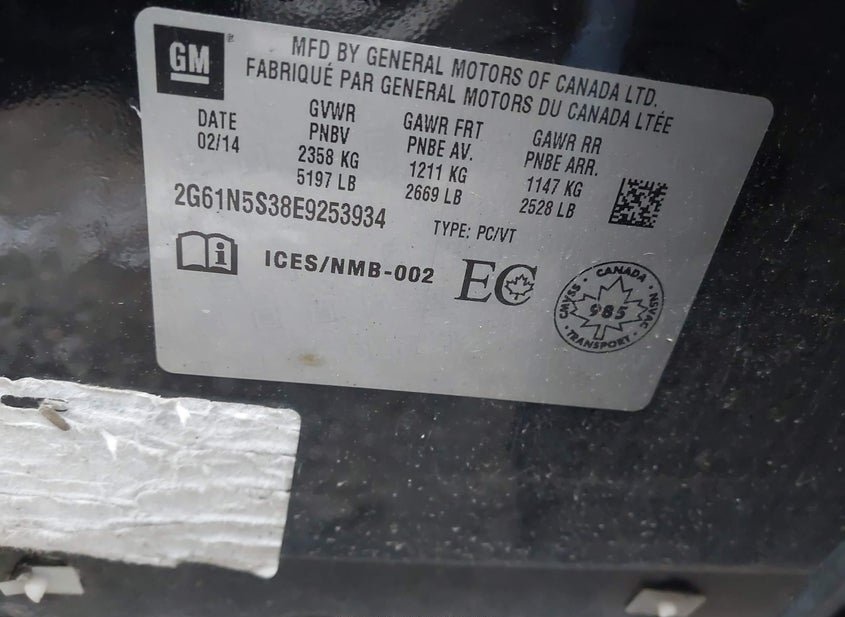 GM
MFD BY GENERAL MOTORS OF CANADA LTD.
FABRIQUÉ PAR GENERAL MOTORS DU CANADA LTÉE
DATE
02/14
GVWR
PNBV
2358 KG
5197 LB
GAWR FRT
PNBE AV.
1211 KG
2669 LB
GAWR RR
PNBE ARR.
1147 KG
2528 LB
2G61N5S38E9253934
TYPE: PC/VT
i ICES/NMB-002 EC
CMVSS • CANADA • NSVAC • TRANSPORT •
985